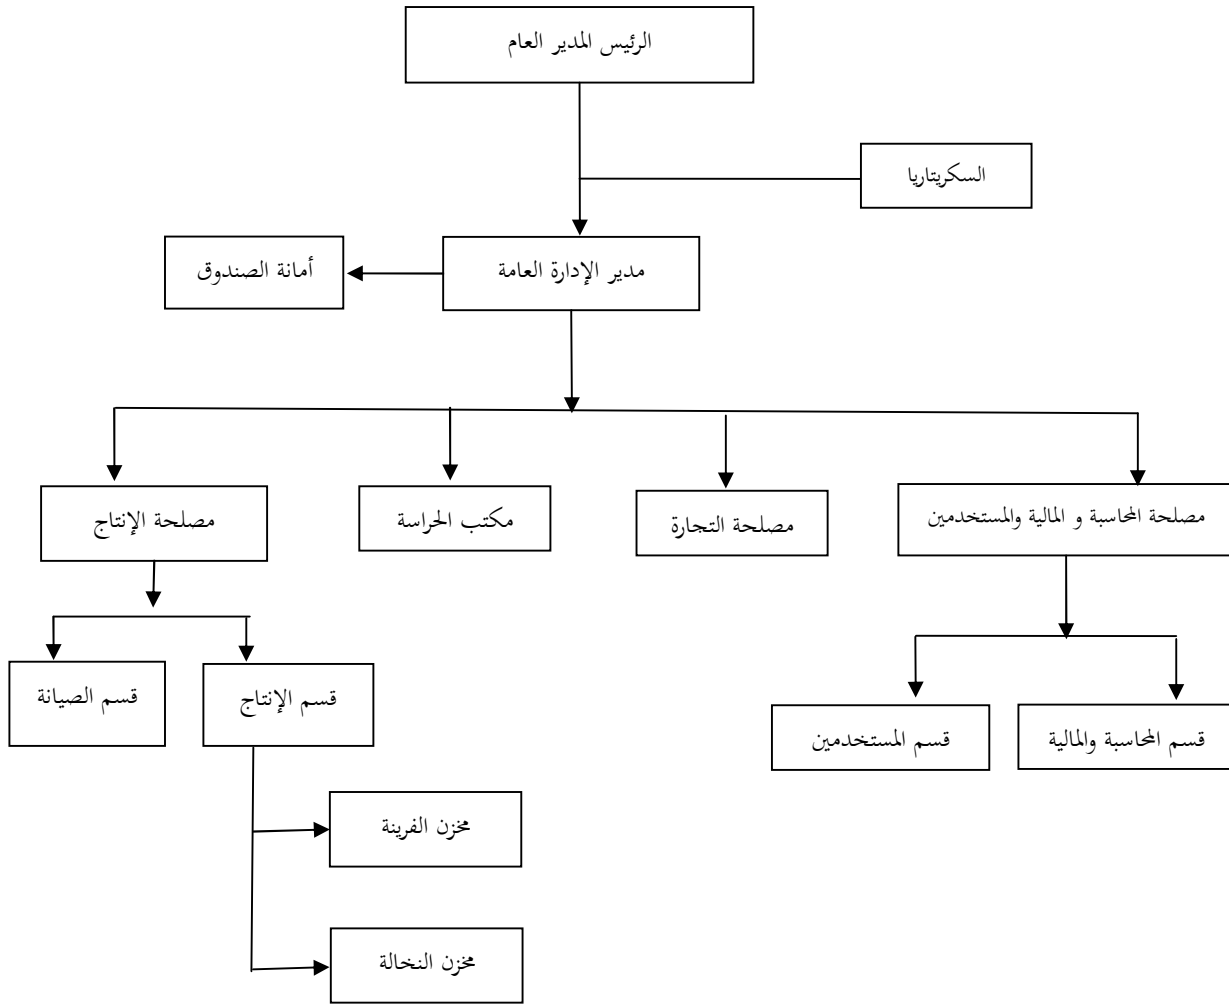 الرئيس المدير العام
السكريتاريا
مدير الإدارة العامة
أمانة الصندوق
مصلحة المحاسبة و المالية والمستخدمين
مصلحة التجارة
مكتب الحراسة
مصلحة الإنتاج
قسم المحاسبة والمالية
قسم المستخدمين
قسم الإنتاج
قسم الصيانة
مخزن الفرينة
مخزن النخالة